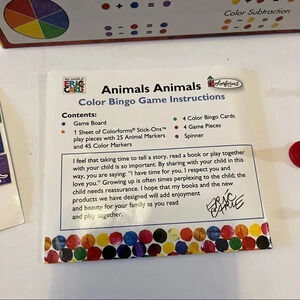 Color Subtraction
the world of
ERIC CARLE
Colorforms
Animals Animals
Color Bingo Game Instructions
Contents:
• Game Board
• 1 Sheet of Colorforms® Stick-Ons™
play pieces with 25 Animal Markers
and 45 Color Markers
• 4 Color Bingo Cards
• 4 Game Pieces
• Spinner
I feel that taking time to tell a story, read a book or play together
with your child is so important. By sharing with your child in this
way, you are saying: "I have time for you. I respect you and
love you." Growing up is often times perplexing to the child, the
child needs reassurance. I hope that my books and the new
products we have designed will add enjoyment
and beauty for your family as you read
and play together.
ERIC CARLE